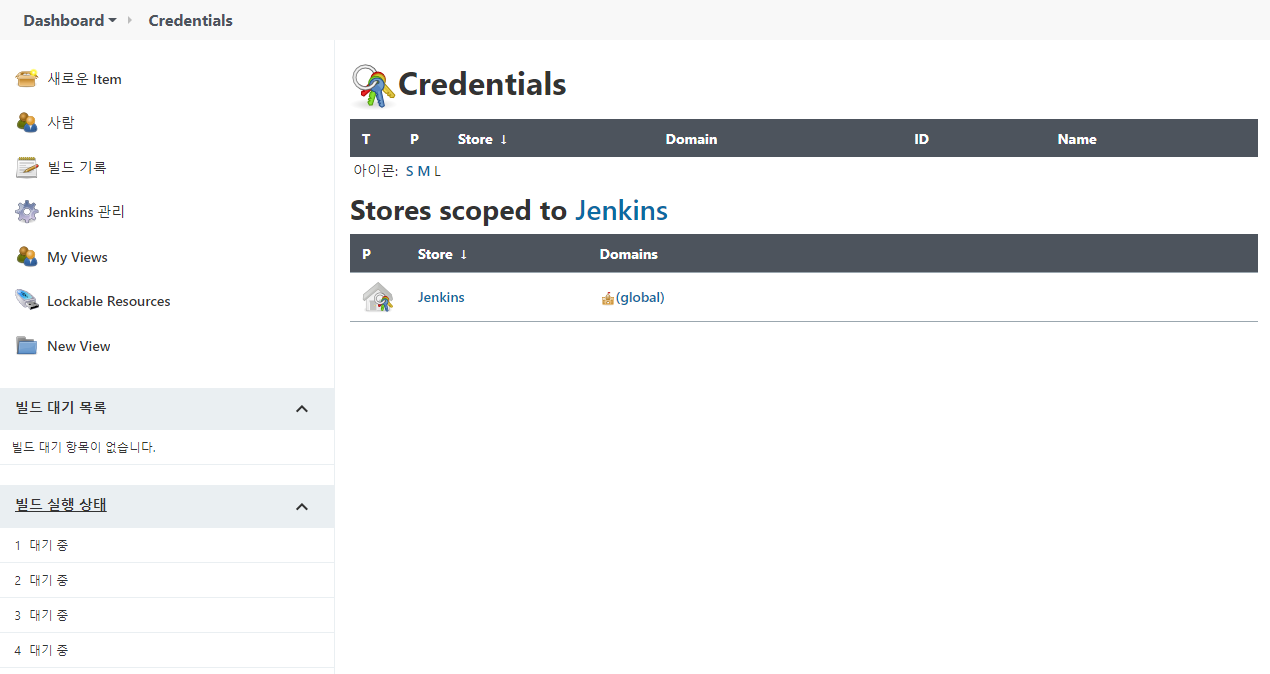 Dashboard Credentials
새로운 Item
사람
빌드 기록
Jenkins 관리
My Views
Lockable Resources
New View
빌드 대기 목록
빌드 대기 항목이 없습니다.
빌드 실행 상태
1 대기 중
2 대기 중
3 대기 중
4 대기 중
Credentials
T P Store ↓ Domain ID Name
아이콘: S M L
Stores scoped to Jenkins
P Store ↓ Domains
Jenkins (global)